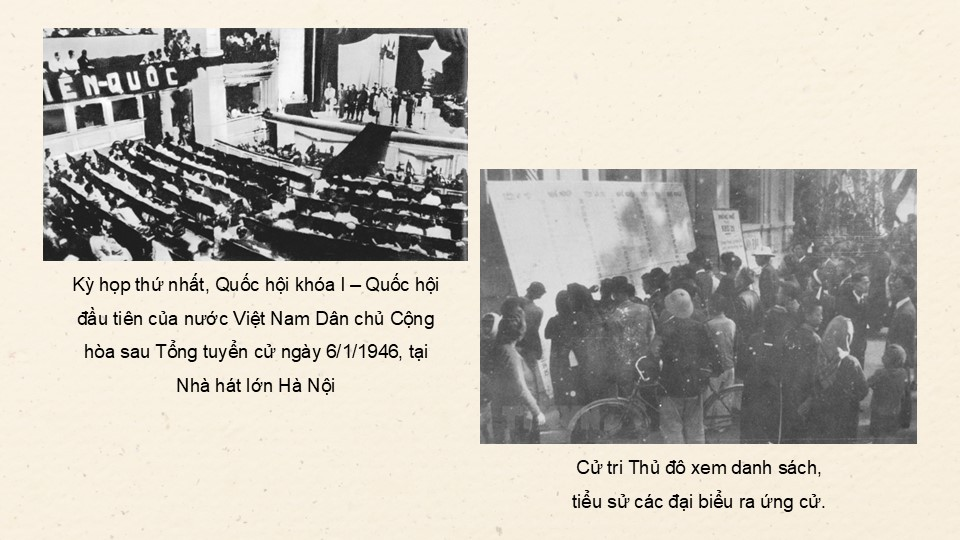 ÊN-QUỐC
Kỳ họp thứ nhất, Quốc hội khóa I – Quốc hội
đầu tiên của nước Việt Nam Dân chủ Cộng
hòa sau Tổng tuyển cử ngày 6/1/1946, tại
Nhà hát lớn Hà Nội
Cử tri Thủ đô xem danh sách,
tiểu sử các đại biểu ra ứng cử.